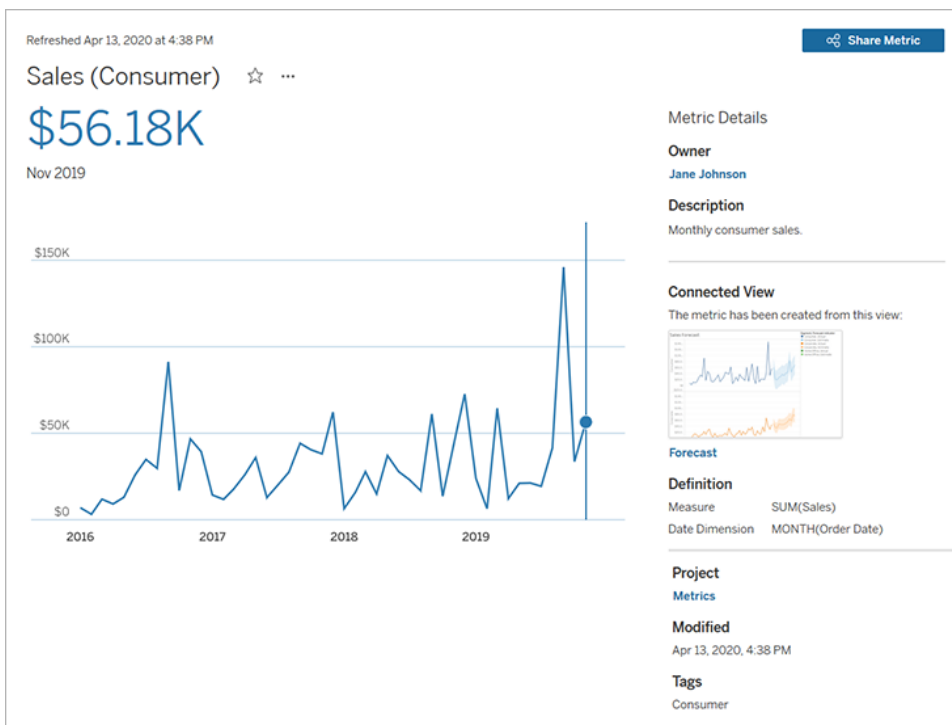 Refreshed Apr 13, 2020 at 4:38 PM
Share Metric
Sales (Consumer)
$56.18K
Nov 2019
$150K
$100K
$50K
$0
2016 2017 2018 2019
Metric Details
Owner
Jane Johnson
Description
Monthly consumer sales.
Connected View
The metric has been created from this view:
Forecast
Definition
Measure SUM(Sales)
Date Dimension MONTH(Order Date)
Project
Metrics
Modified
Apr 13, 2020, 4:38 PM
Tags
Consumer